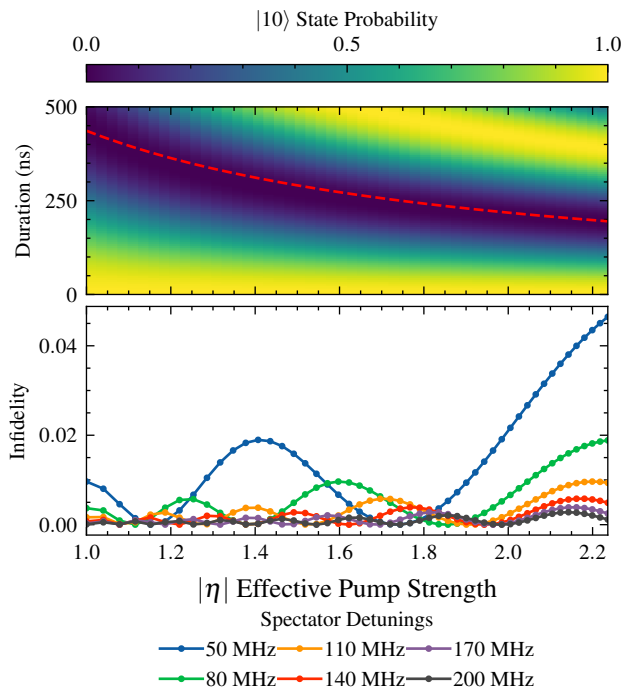 |10⟩ State Probability
0.0 0.5 1.0
500
250
0
Duration (ns)
0.04
0.02
0.00
Infidelity
1.0 1.2 1.4 1.6 1.8 2.0 2.2
|η| Effective Pump Strength
Spectator Detunings
50 MHz 110 MHz 170 MHz
80 MHz 140 MHz 200 MHz